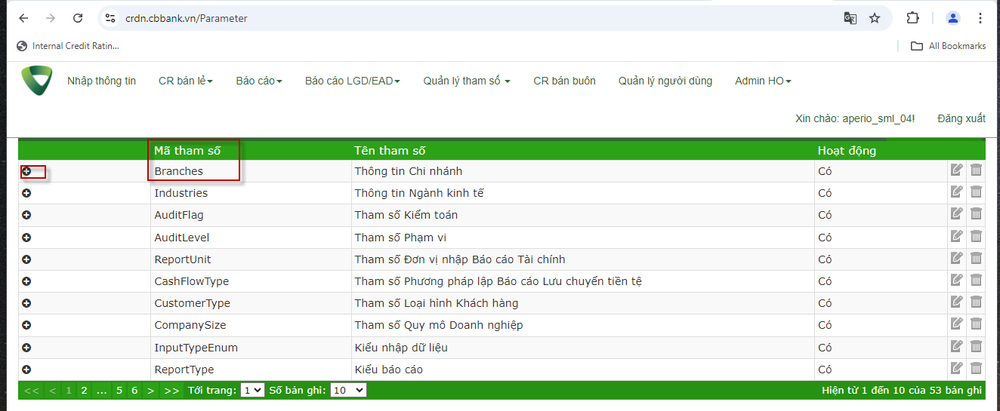 crdn.cbbank.vn/Parameter
Internal Credit Ratin...
All Bookmarks
Nhập thông tin CR bán lẻ Báo cáo Báo cáo LGD/EAD Quản lý tham số CR bán buôn Quản lý người dùng Admin HO
Xin chào: aperio_sml_04! Đăng xuất
Mã tham số Tên tham số Hoạt động
Branches Thông tin Chi nhánh Có
Industries Thông tin Ngành kinh tế Có
AuditFlag Tham số Kiểm toán Có
AuditLevel Tham số Phạm vi Có
ReportUnit Tham số Đơn vị nhập Báo cáo Tài chính Có
CashFlowType Tham số Phương pháp lập Báo cáo Lưu chuyển tiền tệ Có
CustomerType Tham số Loại hình Khách hàng Có
CompanySize Tham số Quy mô Doanh nghiệp Có
InputTypeEnum Kiểu nhập dữ liệu Có
ReportType Kiểu báo cáo Có
<< < 1 2 ... 5 6 > >> Tới trang: 1 Số bản ghi: 10 Hiện từ 1 đến 10 của 53 bản ghi